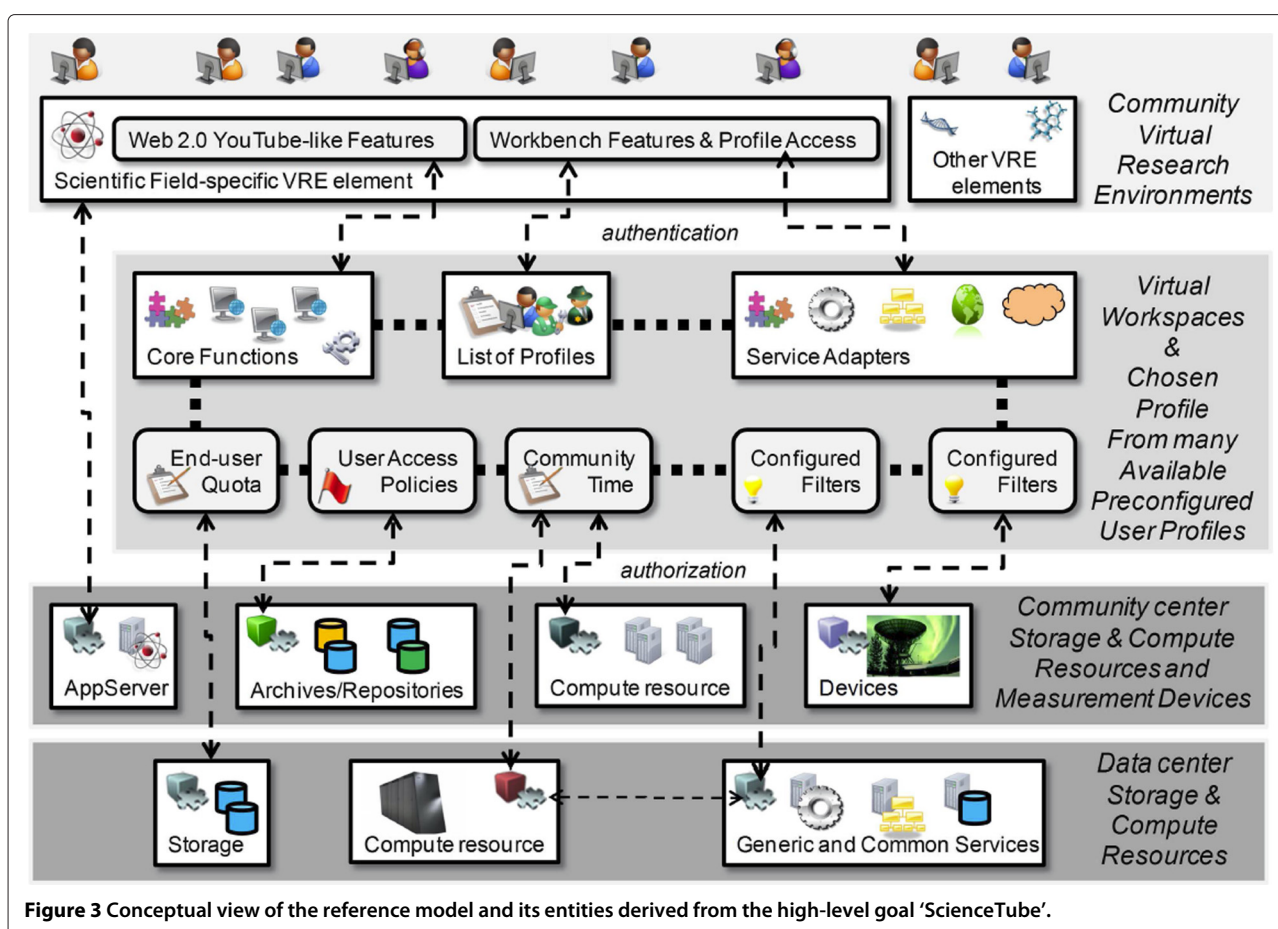 Community
Virtual
Research
Environments
Web 2.0 YouTube-like Features
Workbench Features & Profile Access
Scientific Field-specific VRE element
Other VRE
elements
authentication
Virtual
Workspaces
&
Chosen
Profile
From many
Available
Preconfigured
User Profiles
Core Functions
List of Profiles
Service Adapters
End-user
Quota
User Access
Policies
Community
Time
Configured
Filters
Configured
Filters
authorization
Community center
Storage & Compute
Resources and
Measurement Devices
AppServer
Archives/Repositories
Compute resource
Devices
Data center
Storage &
Compute
Resources
Storage
Compute resource
Generic and Common Services
Figure 3 Conceptual view of the reference model and its entities derived from the high-level goal ‘ScienceTube’.